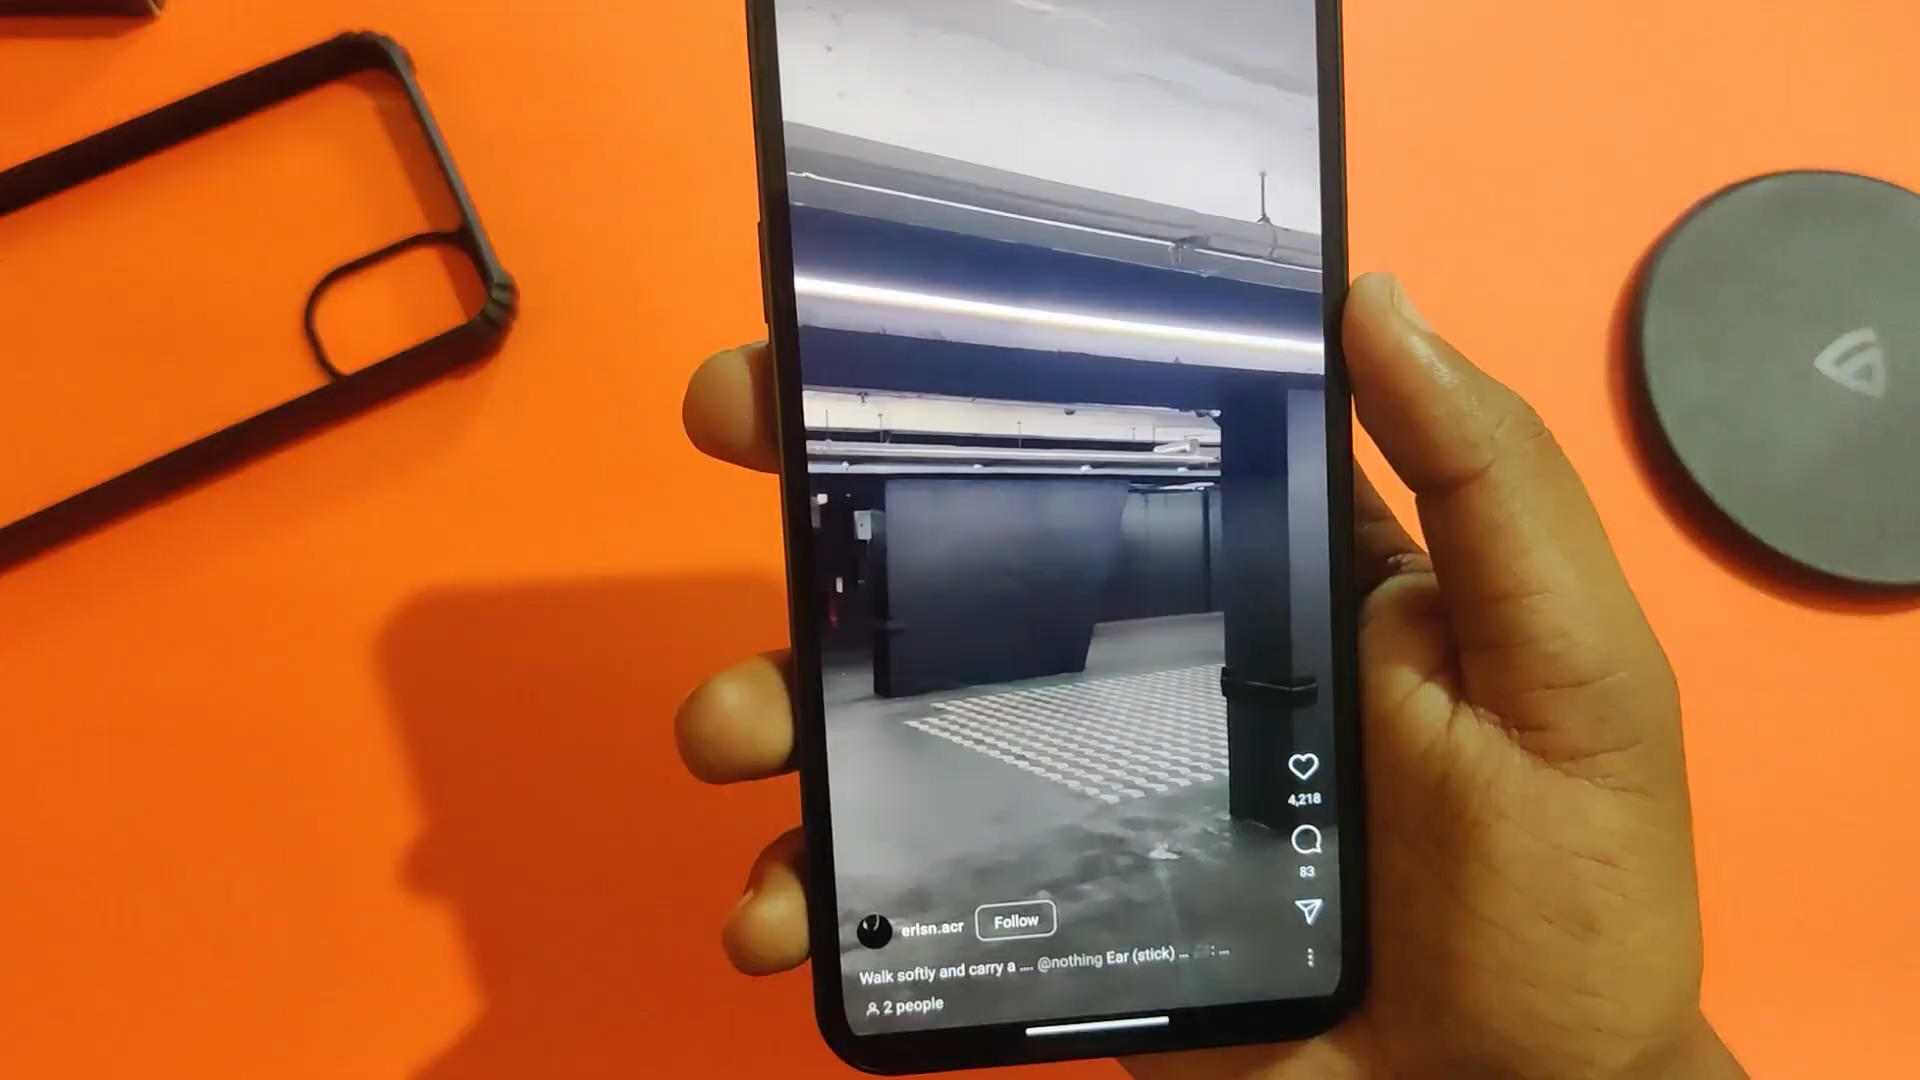 4,218
83
erlsn.acr
Follow
Walk softly and carry a .... @nothing Ear (stick) ... : ...
2 people